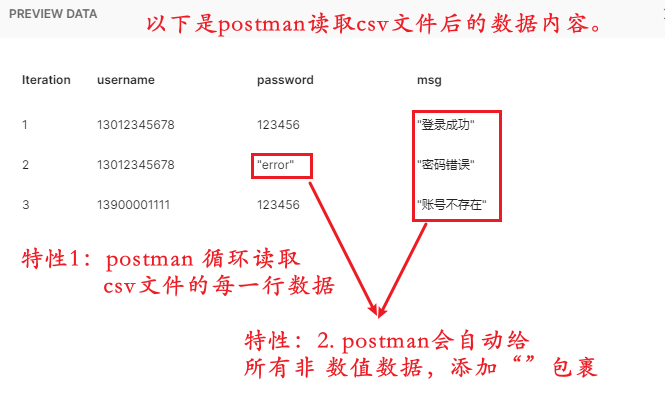 PREVIEW DATA
以下是postman读取csv文件后的数据内容。
Iteration username password msg
1 13012345678 123456 "登录成功"
2 13012345678 "error" "密码错误"
3 13900001111 123456 "账号不存在"
特性1：postman 循环读取
csv文件的每一行数据
特性：2. postman会自动给
所有非 数值数据，添加“”包裹